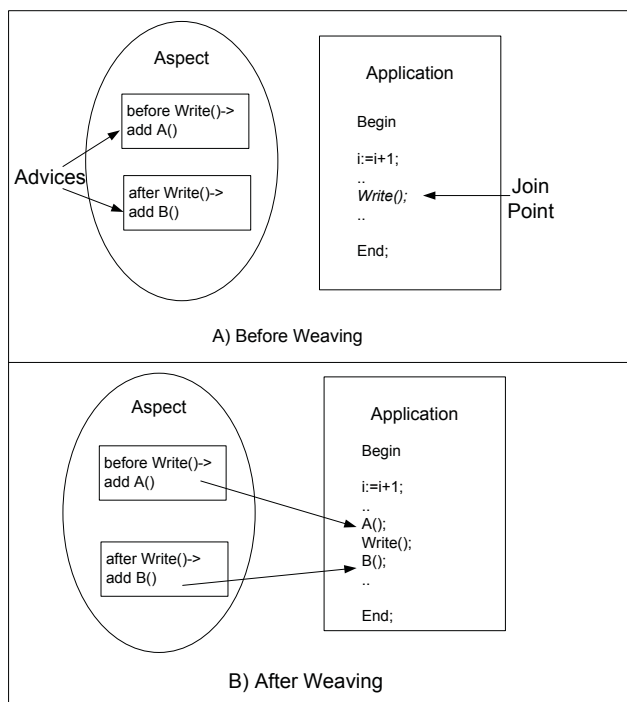 Aspect
before Write()->
add A()
Advices
after Write()->
add B()
Application
Begin
i:=i+1;
..
Write();
..
End;
Join
Point
A) Before Weaving
Aspect
before Write()->
add A()
after Write()->
add B()
Application
Begin
i:=i+1;
..
A();
Write();
B();
..
End;
B) After Weaving